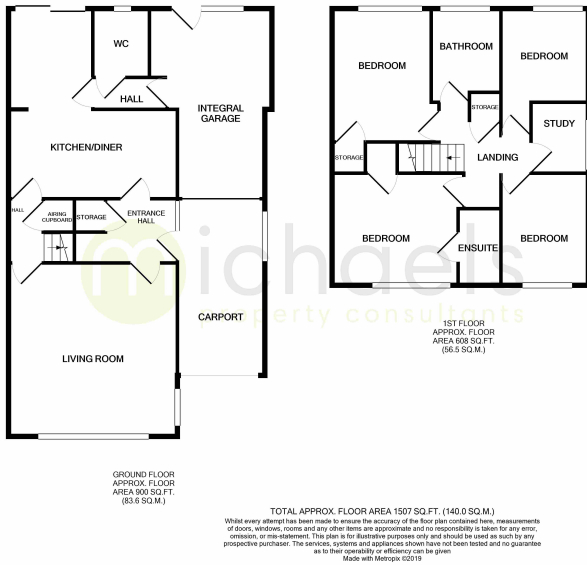 WC
HALL
INTEGRAL
GARAGE
KITCHEN/DINER
HALL
AIRING
CUPBOARD
STORAGE
ENTRANCE
HALL
LIVING ROOM
CARPORT
GROUND FLOOR
APPROX. FLOOR
AREA 900 SQ.FT.
(83.6 SQ.M.)
BEDROOM
BATHROOM
BEDROOM
STORAGE
STUDY
LANDING
STORAGE
BEDROOM
ENSUITE
BEDROOM
1ST FLOOR
APPROX. FLOOR
AREA 608 SQ.FT.
(56.5 SQ.M.)
michaels
property consultants
TOTAL APPROX. FLOOR AREA 1507 SQ.FT. (140.0 SQ.M.)
Whilst every attempt has been made to ensure the accuracy of the floor plan contained here, measurements
of doors, windows, rooms and any other items are approximate and no responsibility is taken for any error,
omission, or mis-statement. This plan is for illustrative purposes only and should be used as such by any
prospective purchaser. The services, systems and appliances shown have not been tested and no guarantee
as to their operability or efficiency can be given
Made with Metropix ©2019